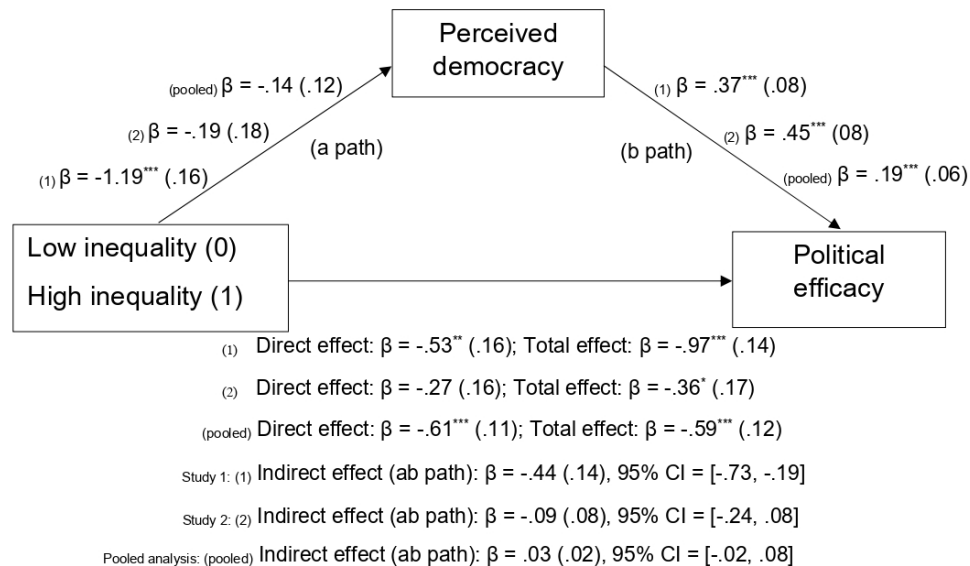 Perceived
democracy
(pooled) β = -.14 (.12)
(1) β = .37*** (.08)
(2) β = -.19 (.18)
(2) β = .45*** (08)
(a path)
(b path)
(1) β = -1.19*** (.16)
(pooled) β = .19*** (.06)
Low inequality (0)
High inequality (1)
Political
efficacy
(1) Direct effect: β = -.53** (.16); Total effect: β = -.97*** (.14)
(2) Direct effect: β = -.27 (.16); Total effect: β = -.36* (.17)
(pooled) Direct effect: β = -.61*** (.11); Total effect: β = -.59*** (.12)
Study 1: (1) Indirect effect (ab path): β = -.44 (.14), 95% CI = [-.73, -.19]
Study 2: (2) Indirect effect (ab path): β = -.09 (.08), 95% CI = [-.24, .08]
Pooled analysis: (pooled) Indirect effect (ab path): β = .03 (.02), 95% CI = [-.02, .08]